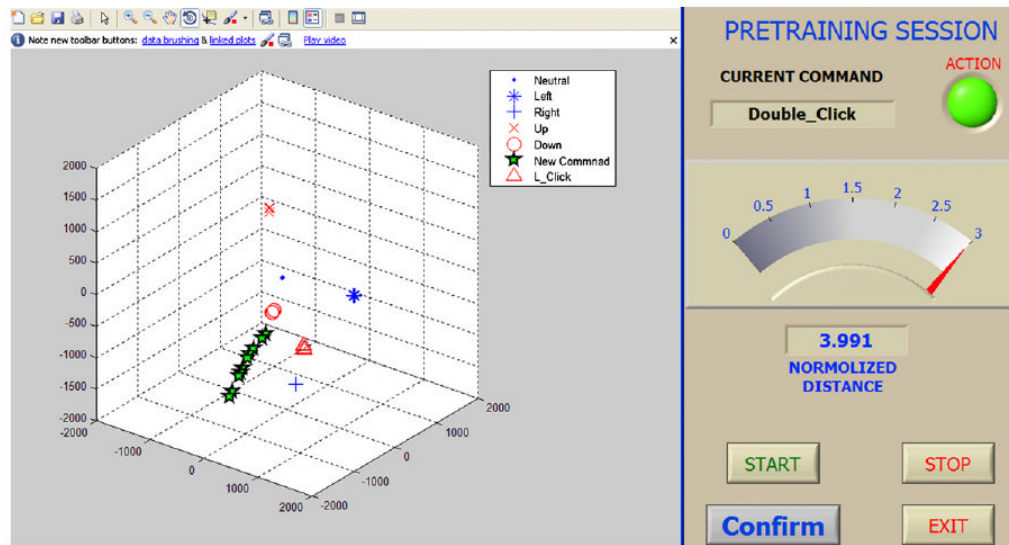 Note new toolbar buttons: data brushing & linked plots Play video
Neutral
Left
Right
Up
Down
New Commnad
L_Click
2000
1500
1000
500
0
-500
-1000
-1500
-2000
-2000
-1000
0
1000
2000
-2000
-1000
0
1000
2000
PRETRAINING SESSION
ACTION
CURRENT COMMAND
Double_Click
0
0.5
1
1.5
2
2.5
3
3.991
NORMOLIZED
DISTANCE
START
STOP
Confirm
EXIT